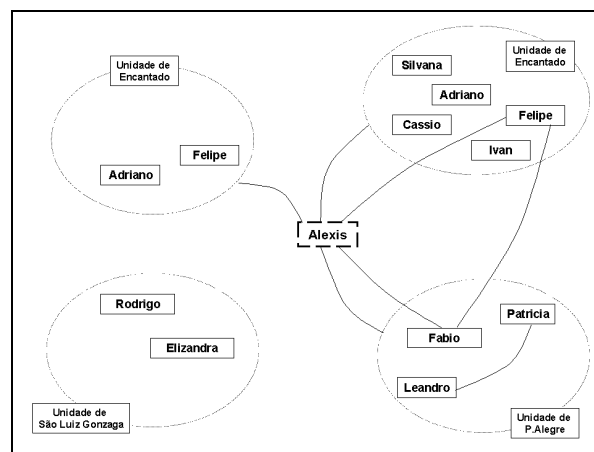 Unidade de
Encantado
Felipe
Adriano
Silvana
Unidade de
Encantado
Adriano
Cassio
Felipe
Ivan
Alexis
Rodrigo
Elizandra
Unidade de
São Luiz Gonzaga
Patricia
Fabio
Leandro
Unidade de
P.Alegre